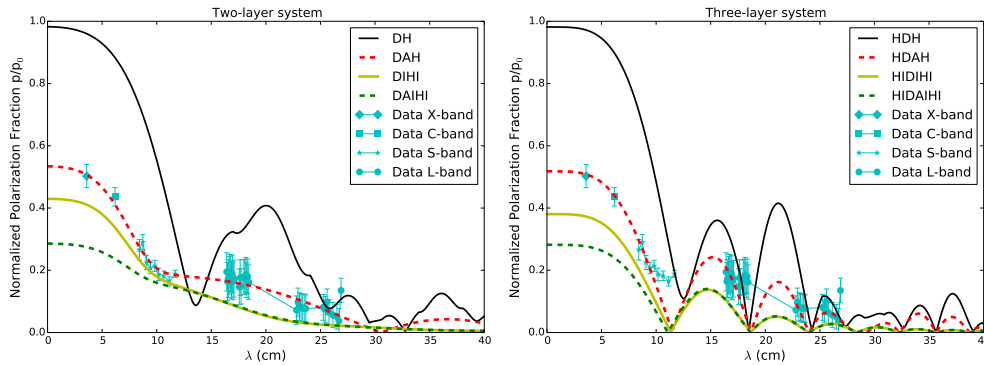 Two-layer system
Normalized Polarization Fraction p/p0
1.0
0.8
0.6
0.4
0.2
0.0
0 5 10 15 20 25 30 35 40
λ (cm)
DH
DAH
DIHI
DAIHI
Data X-band
Data C-band
Data S-band
Data L-band
Three-layer system
Normalized Polarization Fraction p/p0
1.0
0.8
0.6
0.4
0.2
0.0
0 5 10 15 20 25 30 35 40
λ (cm)
HDH
HDAH
HIDIHI
HIDAIHI
Data X-band
Data C-band
Data S-band
Data L-band